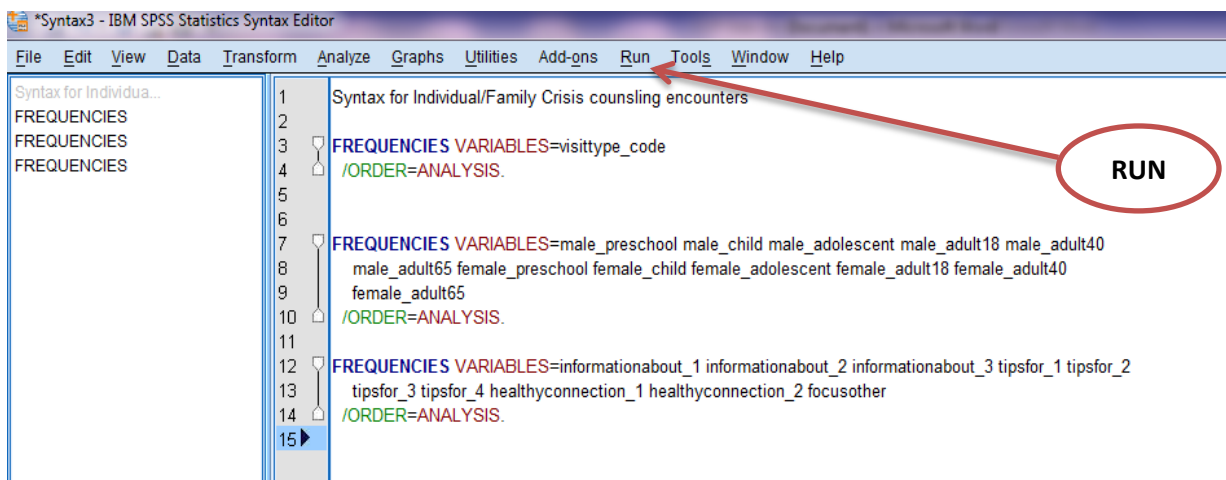 *Syntax3 - IBM SPSS Statistics Syntax Editor
File Edit View Data Transform Analyze Graphs Utilities Add-ons Run Tools Window Help
Syntax for Individua...
FREQUENCIES
FREQUENCIES
FREQUENCIES
1 Syntax for Individual/Family Crisis counsling encounters
2
3 FREQUENCIES VARIABLES=visittype_code
4 /ORDER=ANALYSIS.
5
6
7 FREQUENCIES VARIABLES=male_preschool male_child male_adolescent male_adult18 male_adult40
8 male_adult65 female_preschool female_child female_adolescent female_adult18 female_adult40
9 female_adult65
10 /ORDER=ANALYSIS.
11
12 FREQUENCIES VARIABLES=informationabout_1 informationabout_2 informationabout_3 tipsfor_1 tipsfor_2
13 tipsfor_3 tipsfor_4 healthyconnection_1 healthyconnection_2 focusother
14 /ORDER=ANALYSIS.
15
RUN